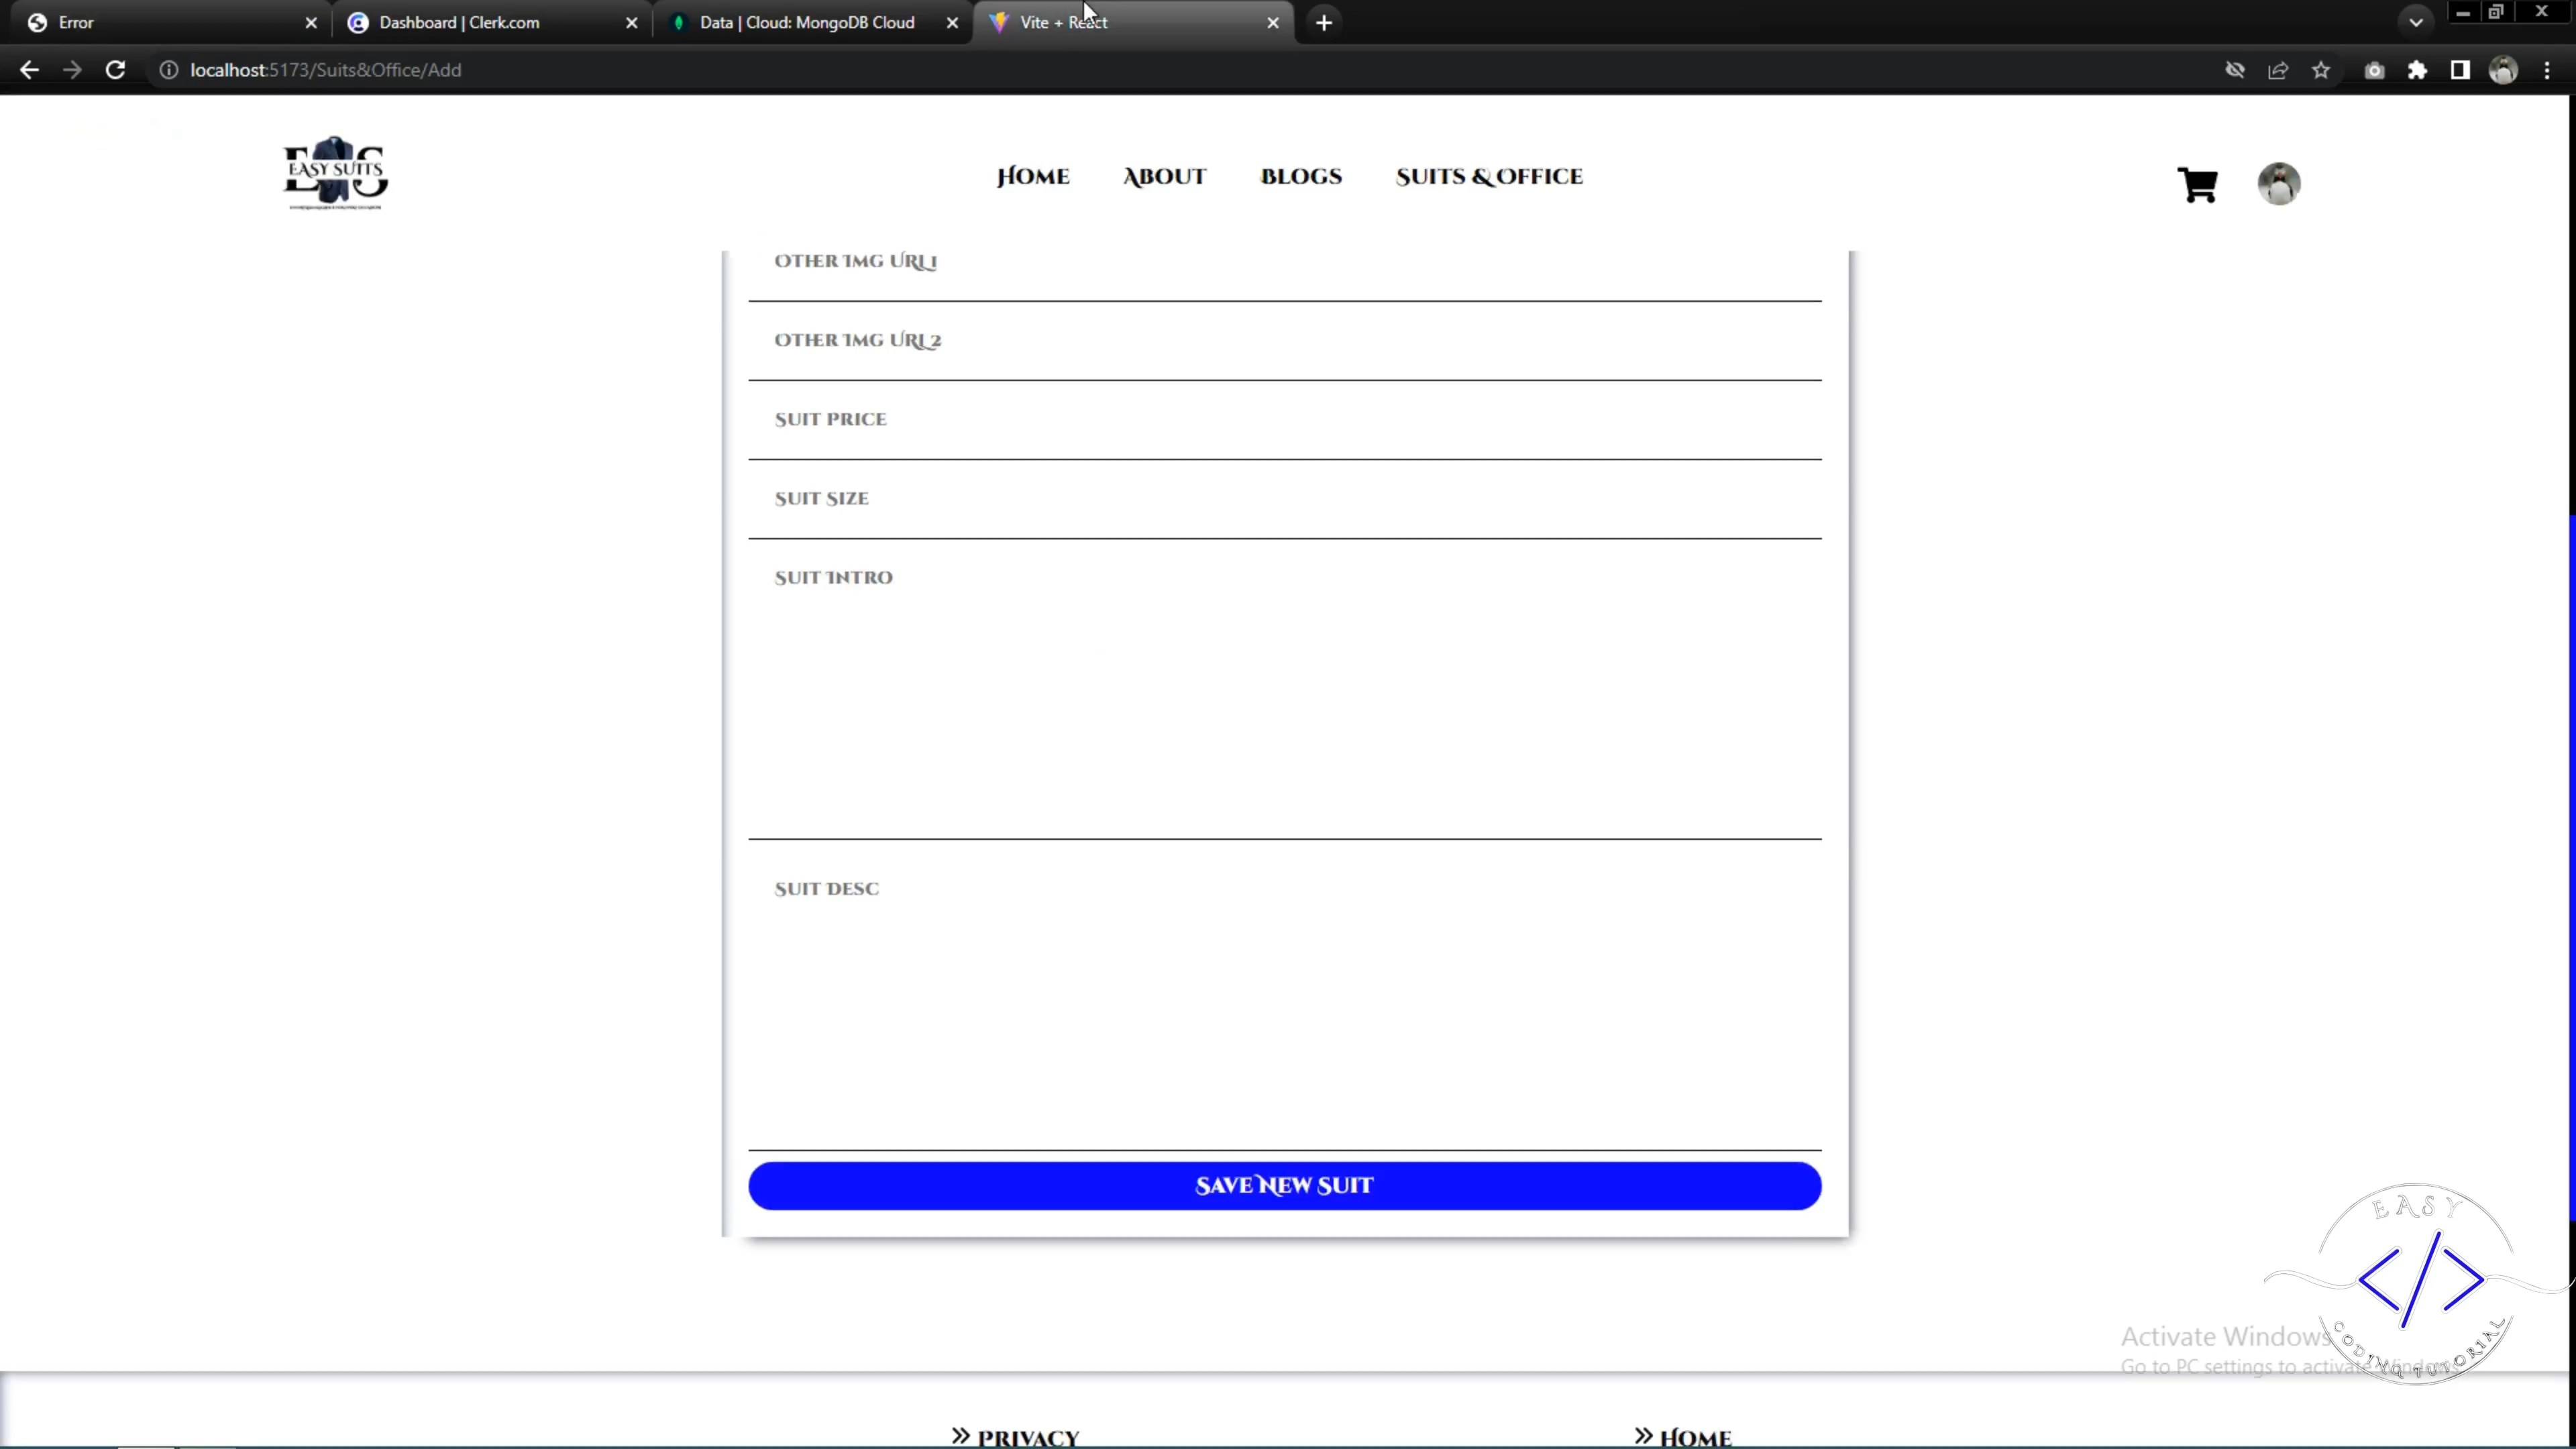 Error
Dashboard | Clerk.com
Data | Cloud: MongoDB Cloud
Vite + React
localhost:5173/Suits&Office/Add
EASY SUITS
Home
About
Blogs
Suits & Office
Other Img URL1
Other Img URL2
Suit Price
Suit Size
Suit Intro
Suit Desc
Save New Suit
EASY
CODING TUTORIAL
Activate Windows
Go to PC settings to activate Windows.
» Privacy
» Home